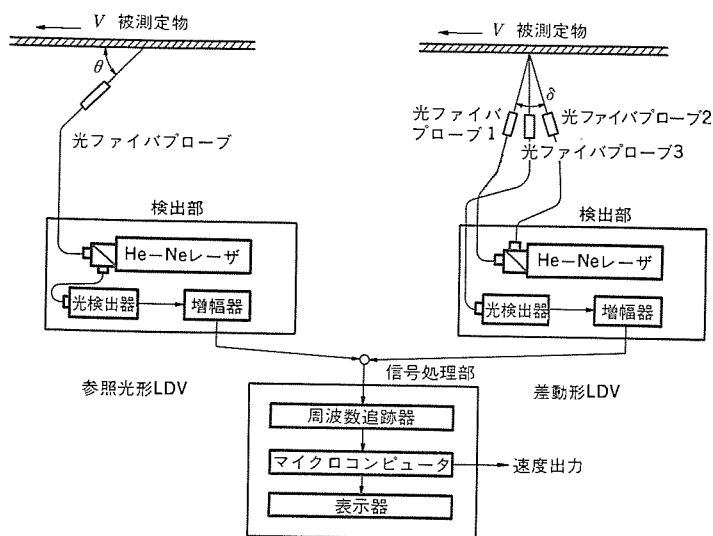 V 被測定物
θ
光ファイバプローブ
検出部
He−Neレーザ
光検出器
増幅器
参照光形LDV
V 被測定物
δ
光ファイバ
プローブ1
光ファイバプローブ2
光ファイバプローブ3
検出部
He−Neレーザ
光検出器
増幅器
差動形LDV
信号処理部
周波数追跡器
マイクロコンピュータ
速度出力
表示器